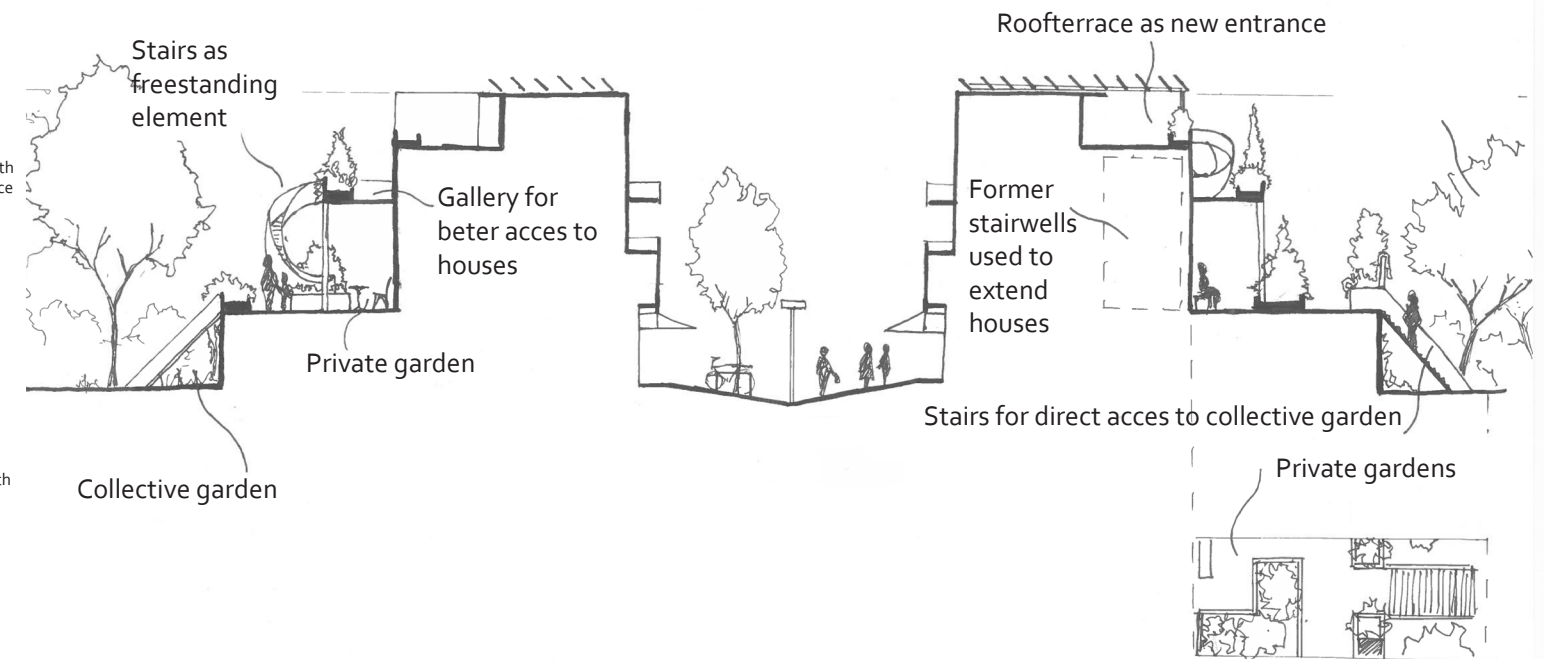 Roofterrace as new entrance
Stairs as
freestanding
element
Gallery for
beter acces to
houses
Former
stairwells
used to
extend
houses
Private garden
Stairs for direct acces to collective garden
Private gardens
Collective garden